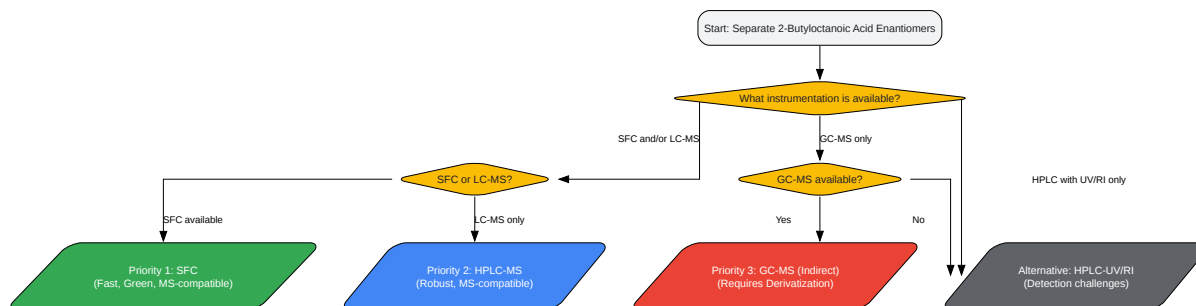 Start: Separate 2-Butyloctanoic Acid Enantiomers
What instrumentation is available?
SFC and/or LC-MS
GC-MS only
SFC or LC-MS?
GC-MS available?
HPLC with UV/RI only
SFC available
LC-MS only
Yes
No
Priority 1: SFC
(Fast, Green, MS-compatible)
Priority 2: HPLC-MS
(Robust, MS-compatible)
Priority 3: GC-MS (Indirect)
(Requires Derivatization)
Alternative: HPLC-UV/RI
(Detection challenges)